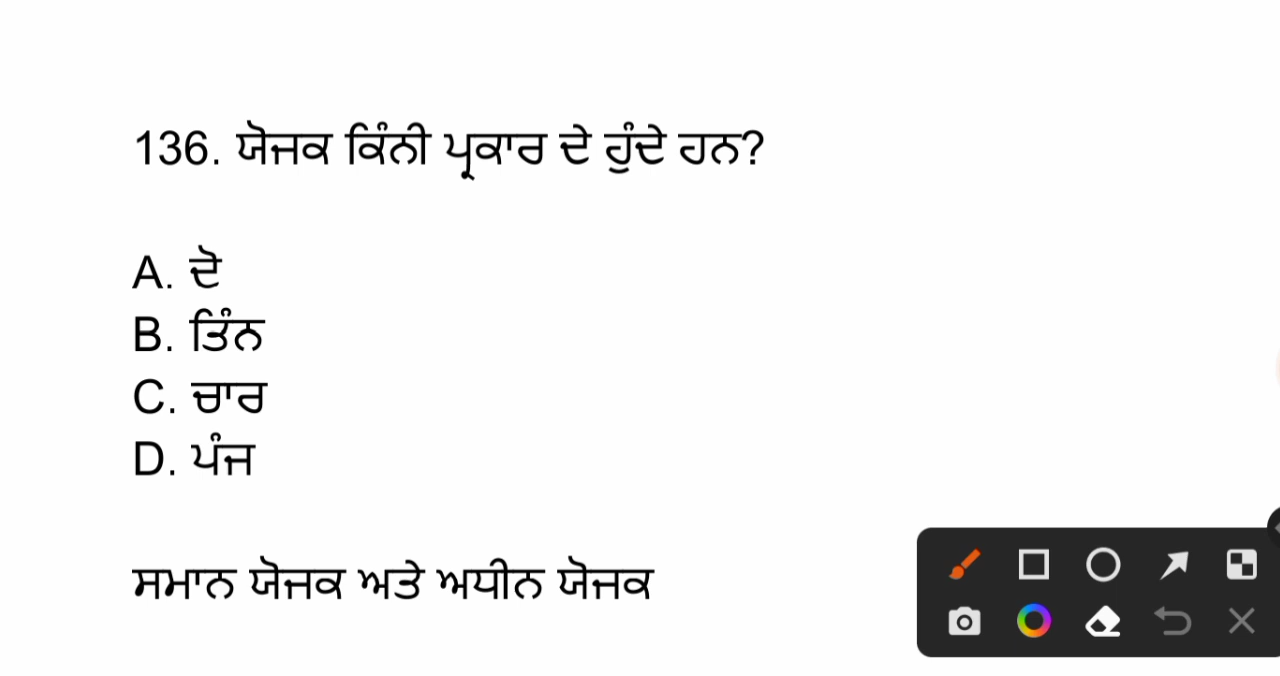 136. ਯੋਜਕ ਕਿੰਨੀ ਪ੍ਰਕਾਰ ਦੇ ਹੁੰਦੇ ਹਨ?
A. ਦੋ
B. ਤਿੰਨ
C. ਚਾਰ
D. ਪੰਜ
ਸਮਾਨ ਯੋਜਕ ਅਤੇ ਅਧੀਨ ਯੋਜਕ